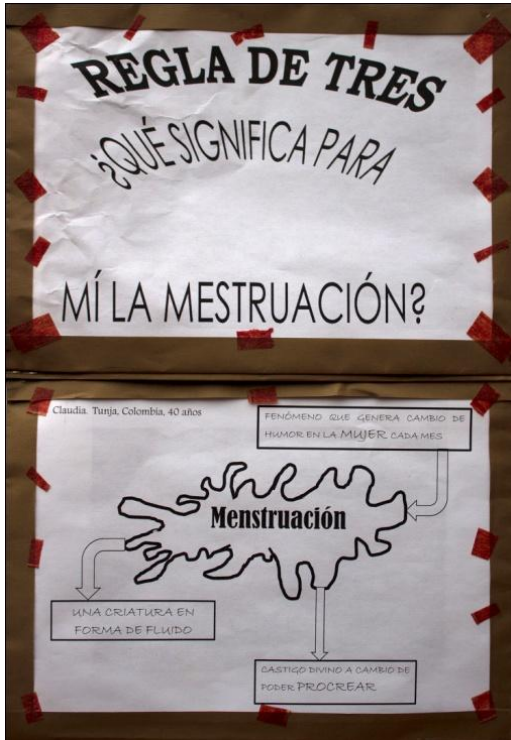 REGLA DE TRES
¿QUÉ SIGNIFICA PARA
MÍ LA MESTRUACIÓN?
Claudia. Tunja, Colombia, 40 años
FENÓMENO QUE GENERA CAMBIO DE
HUMOR EN LA MUJER CADA MES
Menstruación
UNA CRIATURA EN
FORMA DE FLUIDO
CASTIGO DIVINO A CAMBIO DE
PODER PROCREAR